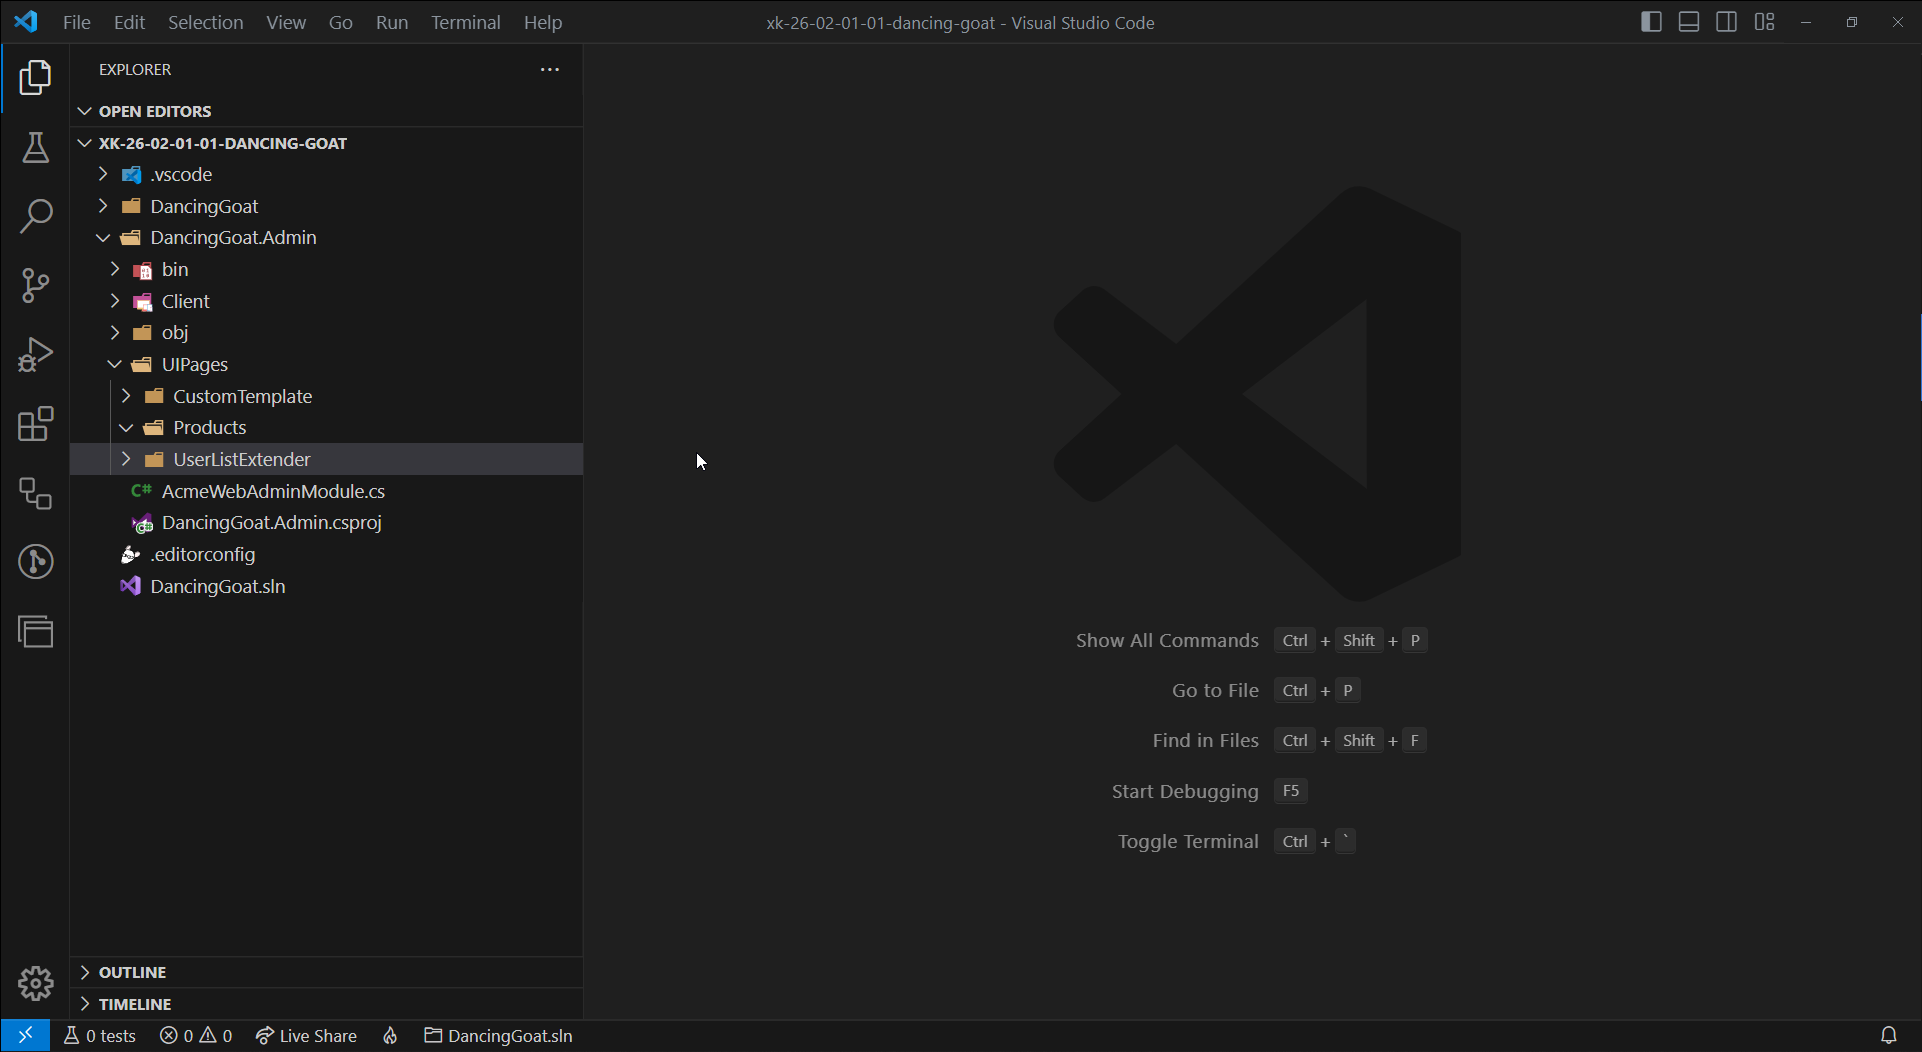 File Edit Selection View Go Run Terminal Help xk-26-02-01-01-dancing-goat - Visual Studio Code
EXPLORER
OPEN EDITORS
XK-26-02-01-01-DANCING-GOAT
.vscode
DancingGoat
DancingGoat.Admin
bin
Client
obj
UIPages
CustomTemplate
Products
UserListExtender
C# AcmeWebAdminModule.cs
DancingGoat.Admin.csproj
.editorconfig
DancingGoat.sln
Show All Commands Ctrl + Shift + P
Go to File Ctrl + P
Find in Files Ctrl + Shift + F
Start Debugging F5
Toggle Terminal Ctrl + `
OUTLINE
TIMELINE
0 tests 0 0 Live Share DancingGoat.sln